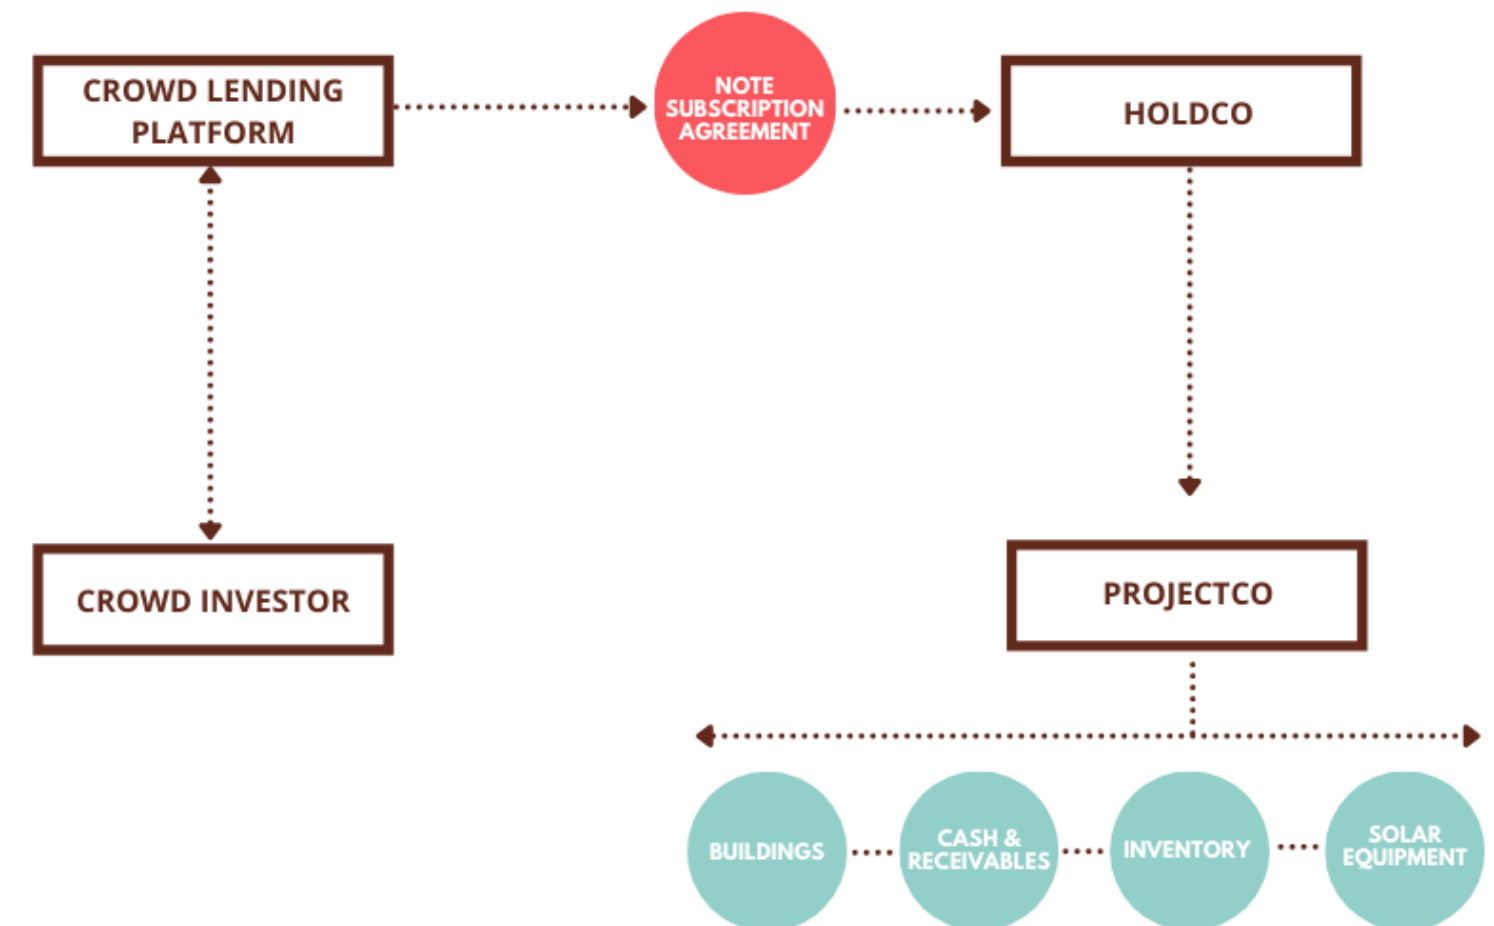 CROWD LENDING
PLATFORM
NOTE
SUBSCRIPTION
AGREEMENT
HOLDCO
CROWD INVESTOR
PROJECTCO
BUILDINGS
CASH &
RECEIVABLES
INVENTORY
SOLAR
EQUIPMENT